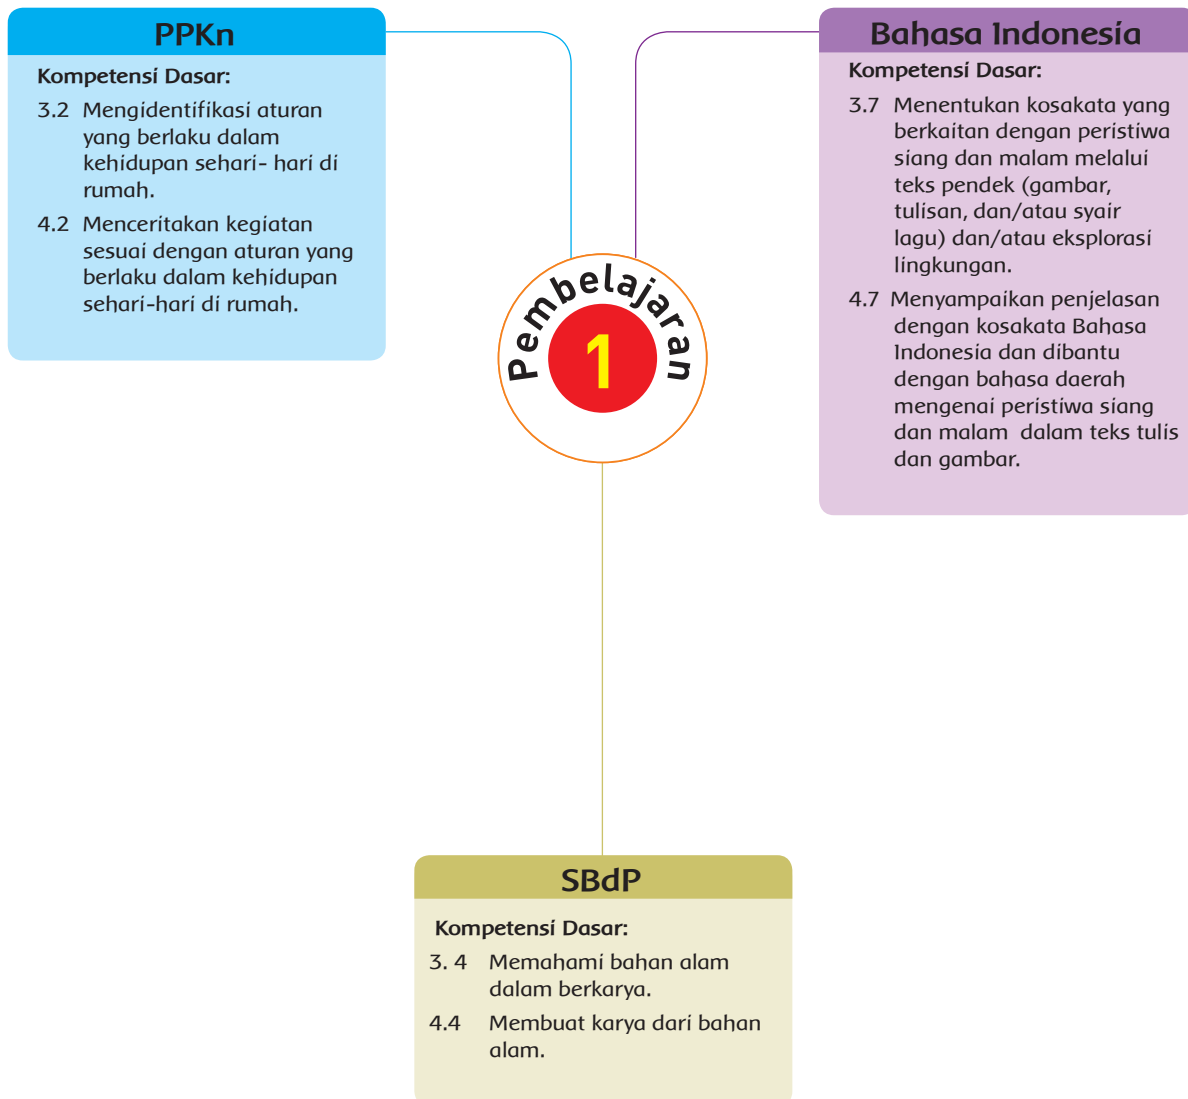 PPKn
Kompetensi Dasar:
3.2 Mengidentifikasi aturan
yang berlaku dalam
kehidupan sehari- hari di
rumah.
4.2 Menceritakan kegiatan
sesuai dengan aturan yang
berlaku dalam kehidupan
sehari-hari di rumah.
Bahasa Indonesia
Kompetensi Dasar:
3.7 Menentukan kosakata yang
berkaitan dengan peristiwa
siang dan malam melalui
teks pendek (gambar,
tulisan, dan/atau syair
lagu) dan/atau eksplorasi
lingkungan.
4.7 Menyampaikan penjelasan
dengan kosakata Bahasa
Indonesia dan dibantu
dengan bahasa daerah
mengenai peristiwa siang
dan malam dalam teks tulis
dan gambar.
Pembelajaran
1
SBdP
Kompetensi Dasar:
3. 4 Memahami bahan alam
dalam berkarya.
4.4 Membuat karya dari bahan
alam.